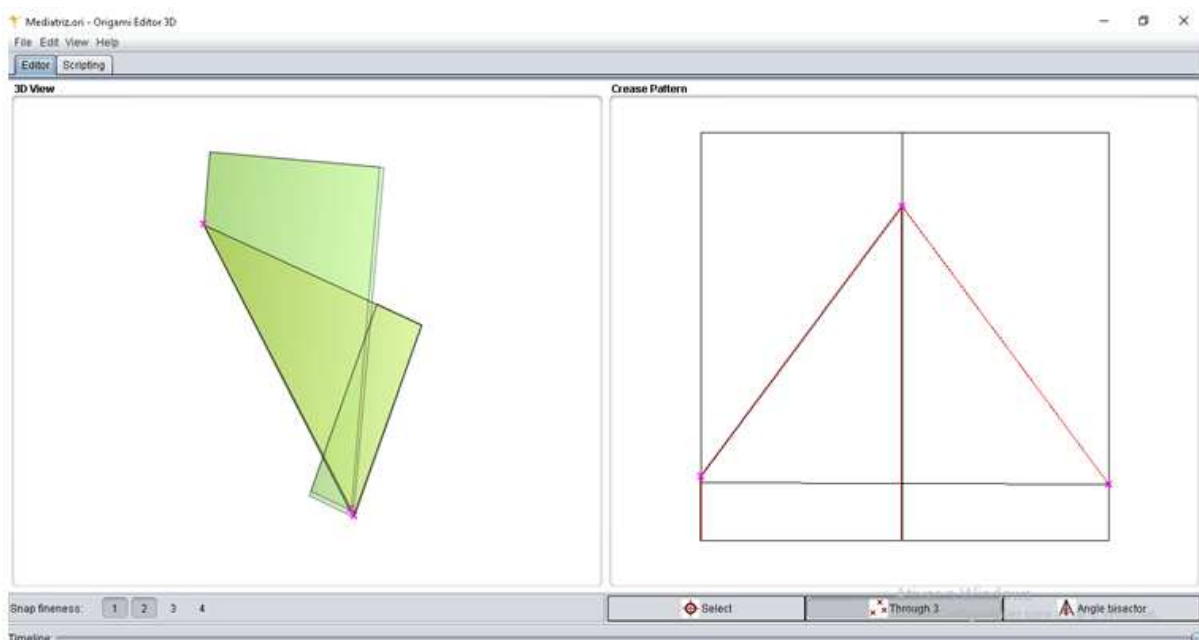 Mediatriz.ori - Origami Editor 3D
File Edit View Help
Editor Scripting
3D View
Crease Pattern
Snap fineness: 1 2 3 4
Select
Through 3
Angle bisector
Timeline